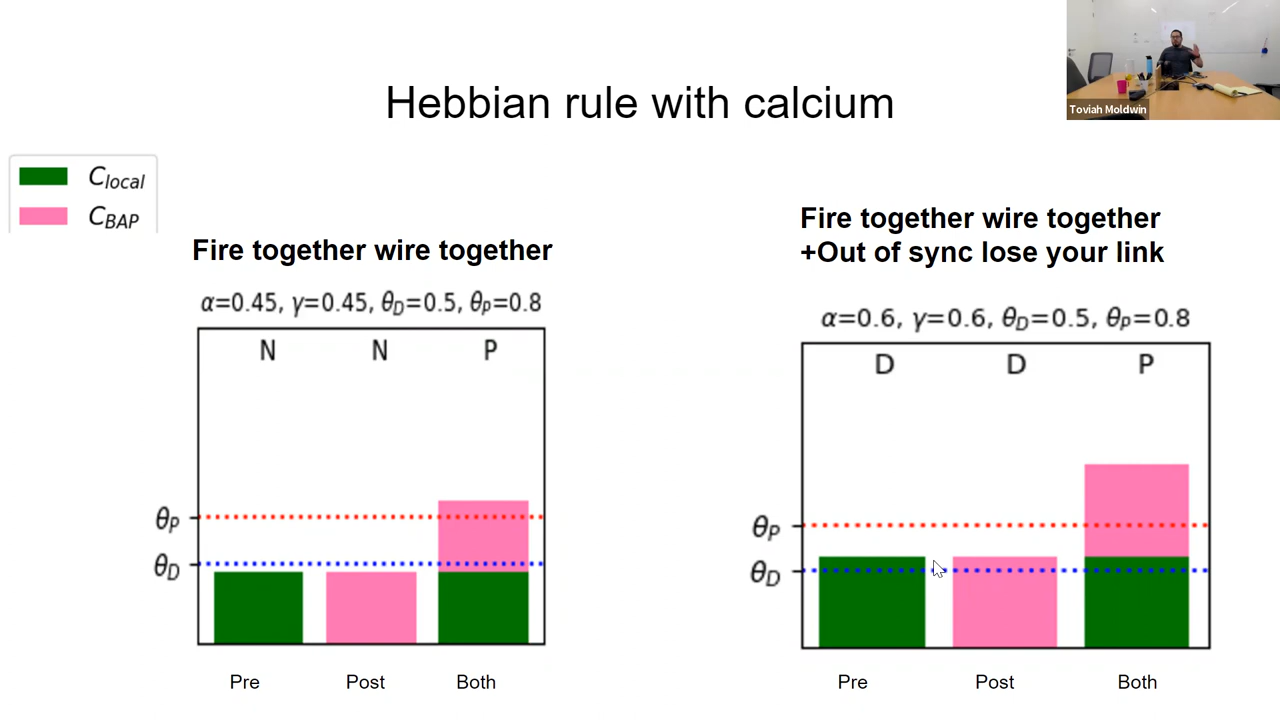 Toviah Moldwin
Hebbian rule with calcium
C_local
C_BAP
Fire together wire together
α=0.45, γ=0.45, θ_D=0.5, θ_P=0.8
N N P
θ_P
θ_D
Pre Post Both
Fire together wire together
+Out of sync lose your link
α=0.6, γ=0.6, θ_D=0.5, θ_P=0.8
D D P
θ_P
θ_D
Pre Post Both